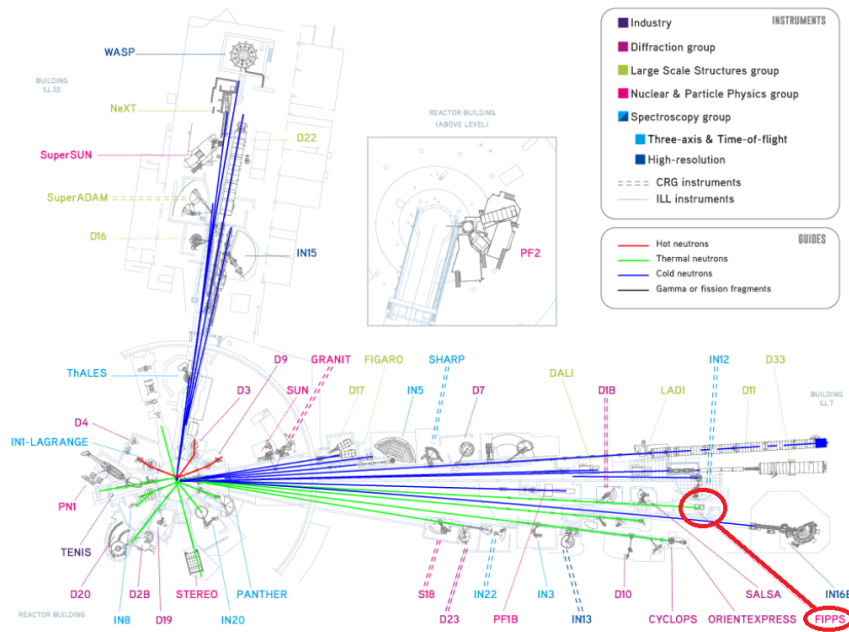 WASP
BUILDING
ILL22
NeXT
D22
SuperSUN
SuperADAM
D16
IN15
REACTOR BUILDING
(ABOVE LEVEL)
PF2
INSTRUMENTS
Industry
Diffraction group
Large Scale Structures group
Nuclear & Particle Physics group
Spectroscopy group
Three-axis & Time-of-flight
High-resolution
CRG instruments
ILL instruments
GUIDES
Hot neutrons
Thermal neutrons
Cold neutrons
Gamma or fission fragments
ThALES
D9
GRANIT
FIGARO
SHARP
IN12
D33
D3
SUN
D17
IN5
D7
DALI
D1B
LADI
D11
BUILDING
ILL 7
D4
IN1-LAGRANGE
PN1
TENIS
D20
D2B
STEREO
PANTHER
S18
IN22
IN3
D10
SALSA
IN16B
REACTOR BUILDING
IN8
D19
IN20
D23
PF1B
IN13
CYCLOPS
ORIENTEXPRESS
FIPPS